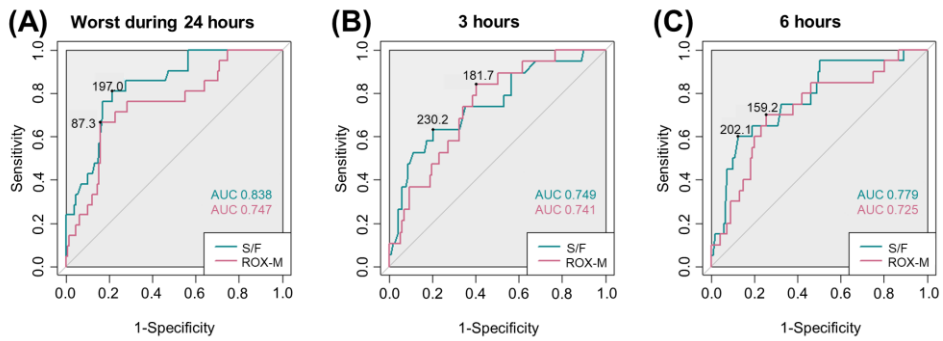 (A) Worst during 24 hours
Sensitivity
1.0
0.8
0.6
0.4
0.2
0.0
197.0
87.3
AUC 0.838
AUC 0.747
S/F
ROX-M
0.0 0.2 0.4 0.6 0.8 1.0
1-Specificity
(B) 3 hours
Sensitivity
1.0
0.8
0.6
0.4
0.2
0.0
181.7
230.2
AUC 0.749
AUC 0.741
S/F
ROX-M
0.0 0.2 0.4 0.6 0.8 1.0
1-Specificity
(C) 6 hours
Sensitivity
1.0
0.8
0.6
0.4
0.2
0.0
159.2
202.1
AUC 0.779
AUC 0.725
S/F
ROX-M
0.0 0.2 0.4 0.6 0.8 1.0
1-Specificity